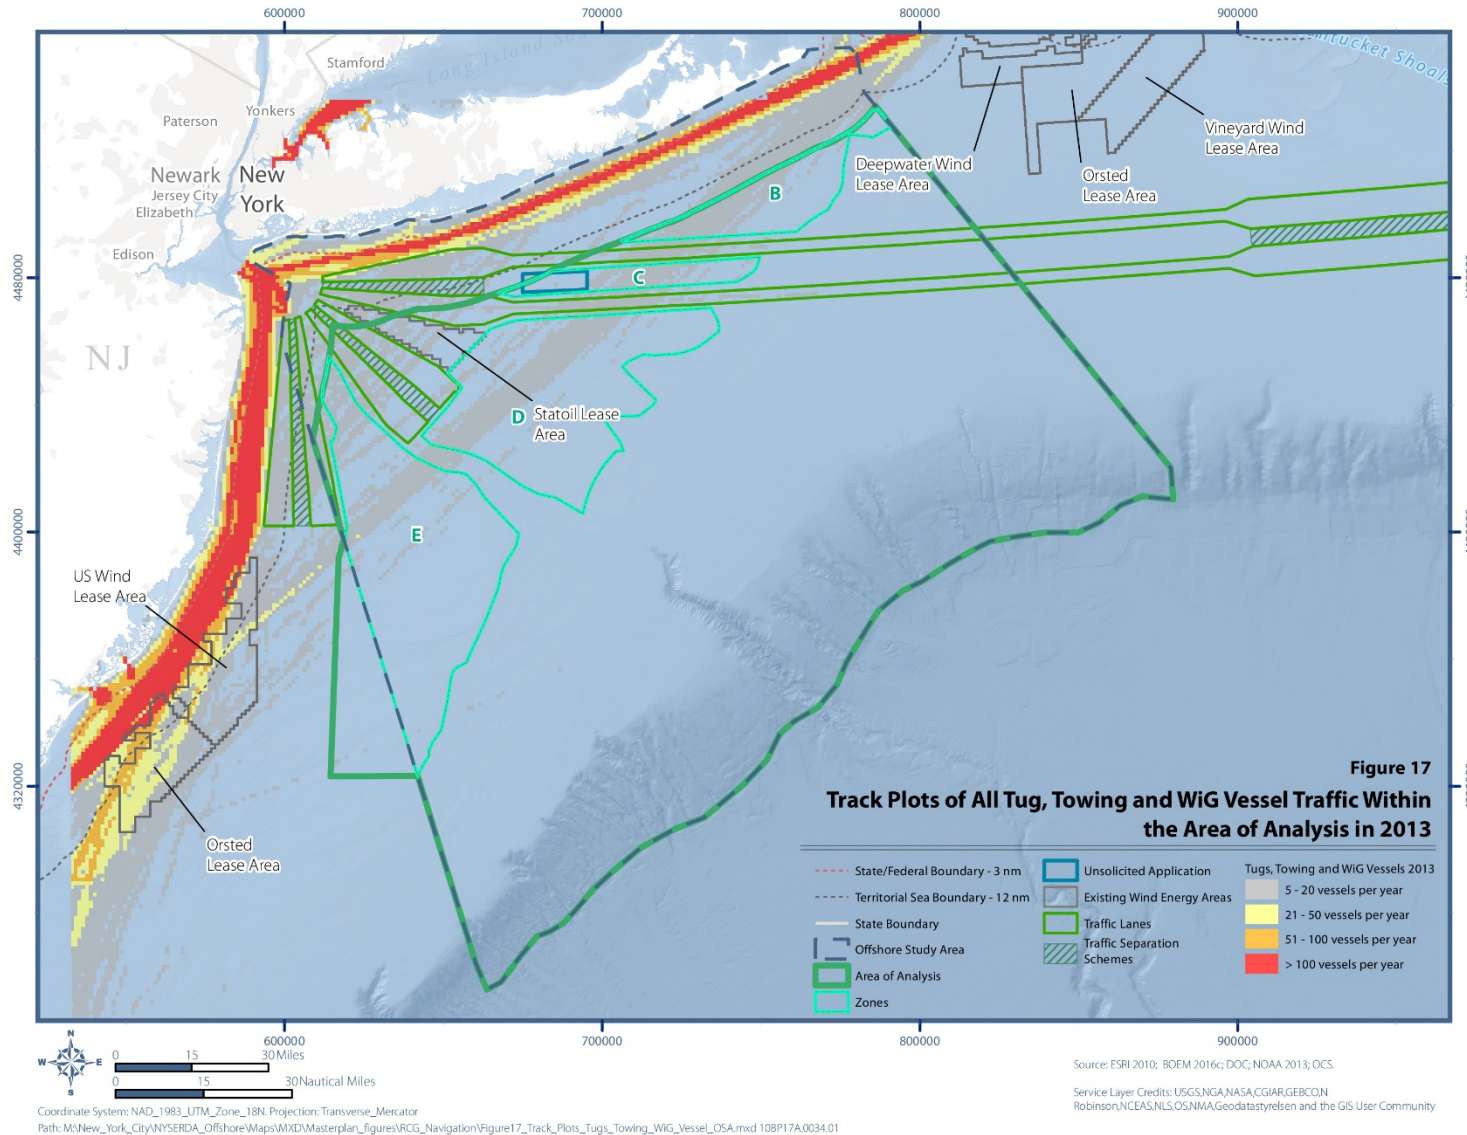 600000
700000
800000
900000
Stamford
Long Island Sou
ntucket Shoals
Yonkers
Paterson
Vineyard Wind
Lease Area
Deepwater Wind
Lease Area
Orsted
Lease Area
Newark
New
York
Jersey City
Elizabeth
B
Edison
4480000
C
NJ
D
Statoil Lease
Area
4400000
E
US Wind
Lease Area
4320000
Orsted
Lease Area
Figure 17
Track Plots of All Tug, Towing and WiG Vessel Traffic Within
the Area of Analysis in 2013
State/Federal Boundary - 3 nm
Territorial Sea Boundary - 12 nm
State Boundary
Offshore Study Area
Area of Analysis
Zones
Unsolicited Application
Existing Wind Energy Areas
Traffic Lanes
Traffic Separation
Schemes
Tugs, Towing and WiG Vessels 2013
5 - 20 vessels per year
21 - 50 vessels per year
51 - 100 vessels per year
> 100 vessels per year
600000
700000
800000
900000
N
W
E
S
0 15 30 Miles
0 15 30 Nautical Miles
Coordinate System: NAD_1983_UTM_Zone_18N. Projection: Transverse_Mercator
Path: M:\New_York_City\NYSERDA_Offshore\Maps\MXD\Masterplan_figures\RCG_Navigation\Figure17_Track_Plots_Tugs_Towing_WiG_Vessel_OSA.mxd 10BP17A.0034.01
Source: ESRI 2010; BOEM 2016c; DOC; NOAA 2013; OCS.
Service Layer Credits: USGS,NGA,NASA,CGIAR,GEBCO,N
Robinson,NCEAS,NLS,OS,NMA,Geodatastyrelsen and the GIS User Community